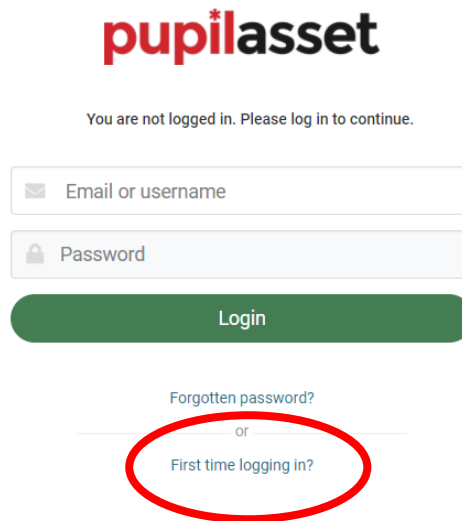 pupilasset
You are not logged in. Please log in to continue.
Email or username
Password
Login
Forgotten password?
or
First time logging in?